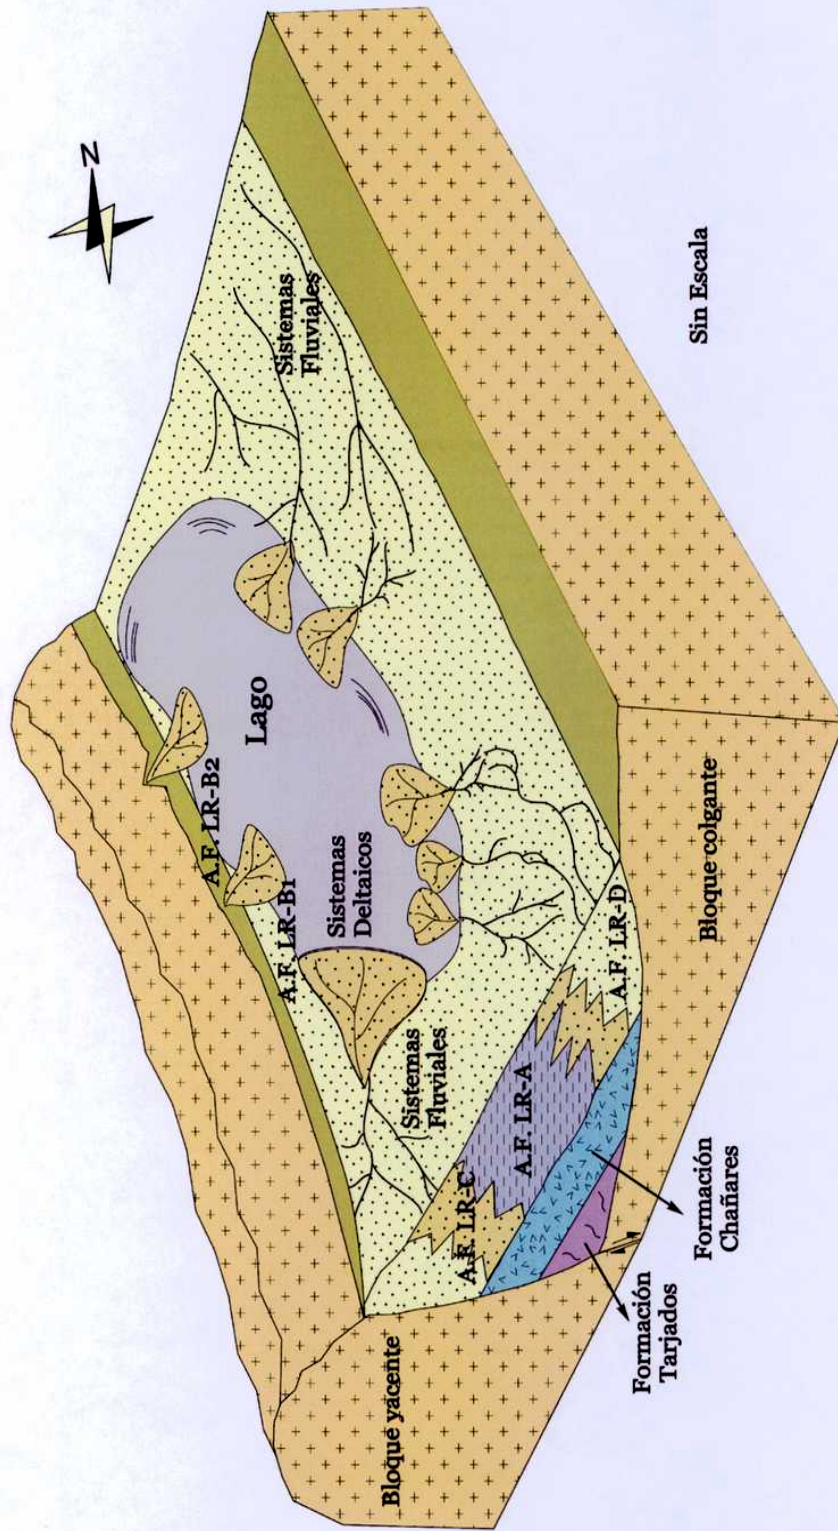 N
Sistemas
Fluviales
Sin Escala
Lago
A.F. LR-B2
A.F. LR-B1
Sistemas
Deltaicos
Sistemas
Fluviales
A.F. LR-D
A.F. LR-A
A.F. LR-C
Bloque colgante
Bloque yacente
Formación
Chañares
Formación
Tarjados